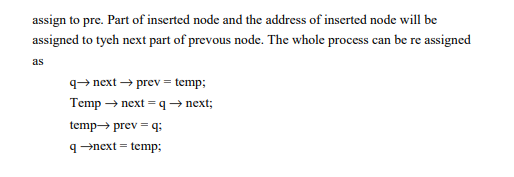 assign to pre. Part of inserted node and the address of inserted node will be
assigned to tyeh next part of prevous node. The whole process can be re assigned
as
q→ next → prev = temp;
Temp → next = q → next;
temp→ prev = q;
q →next = temp;